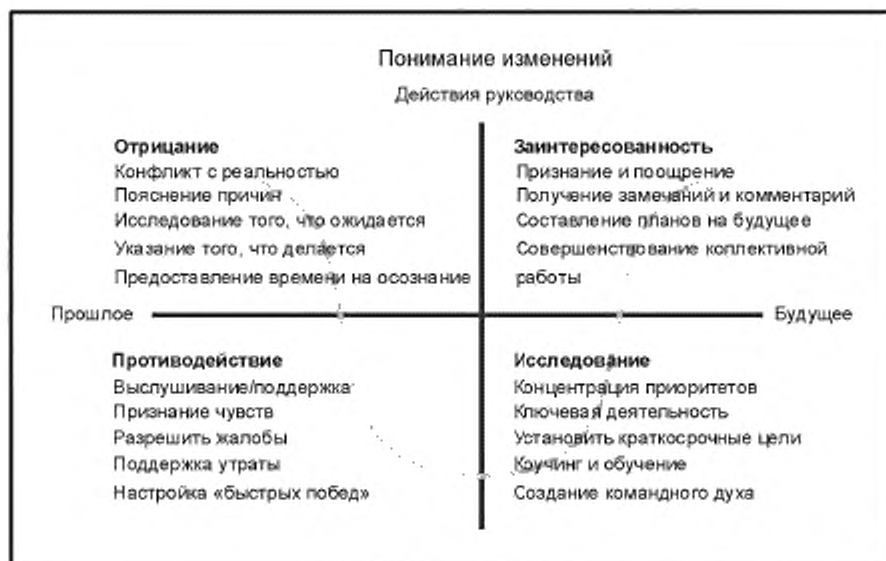 Понимание изменений
Действия руководства
Отрицание
Конфликт с реальностью
Пояснение причин
Исследование того, что ожидается
Указание того, что делается
Предоставление времени на осознание
Заинтересованность
Признание и поощрение
Получение замечаний и комментарий
Составление планов на будущее
Совершенствование коллективной
работы
Прошлое
Будущее
Противодействие
Выслушивание/поддержка
Признание чувств
Разрешить жалобы
Поддержка утраты
Настройка «быстрых побед»
Исследование
Концентрация приоритетов
Ключевая деятельность
Установить краткосрочные цели
Коучинг и обучение
Создание командного духа